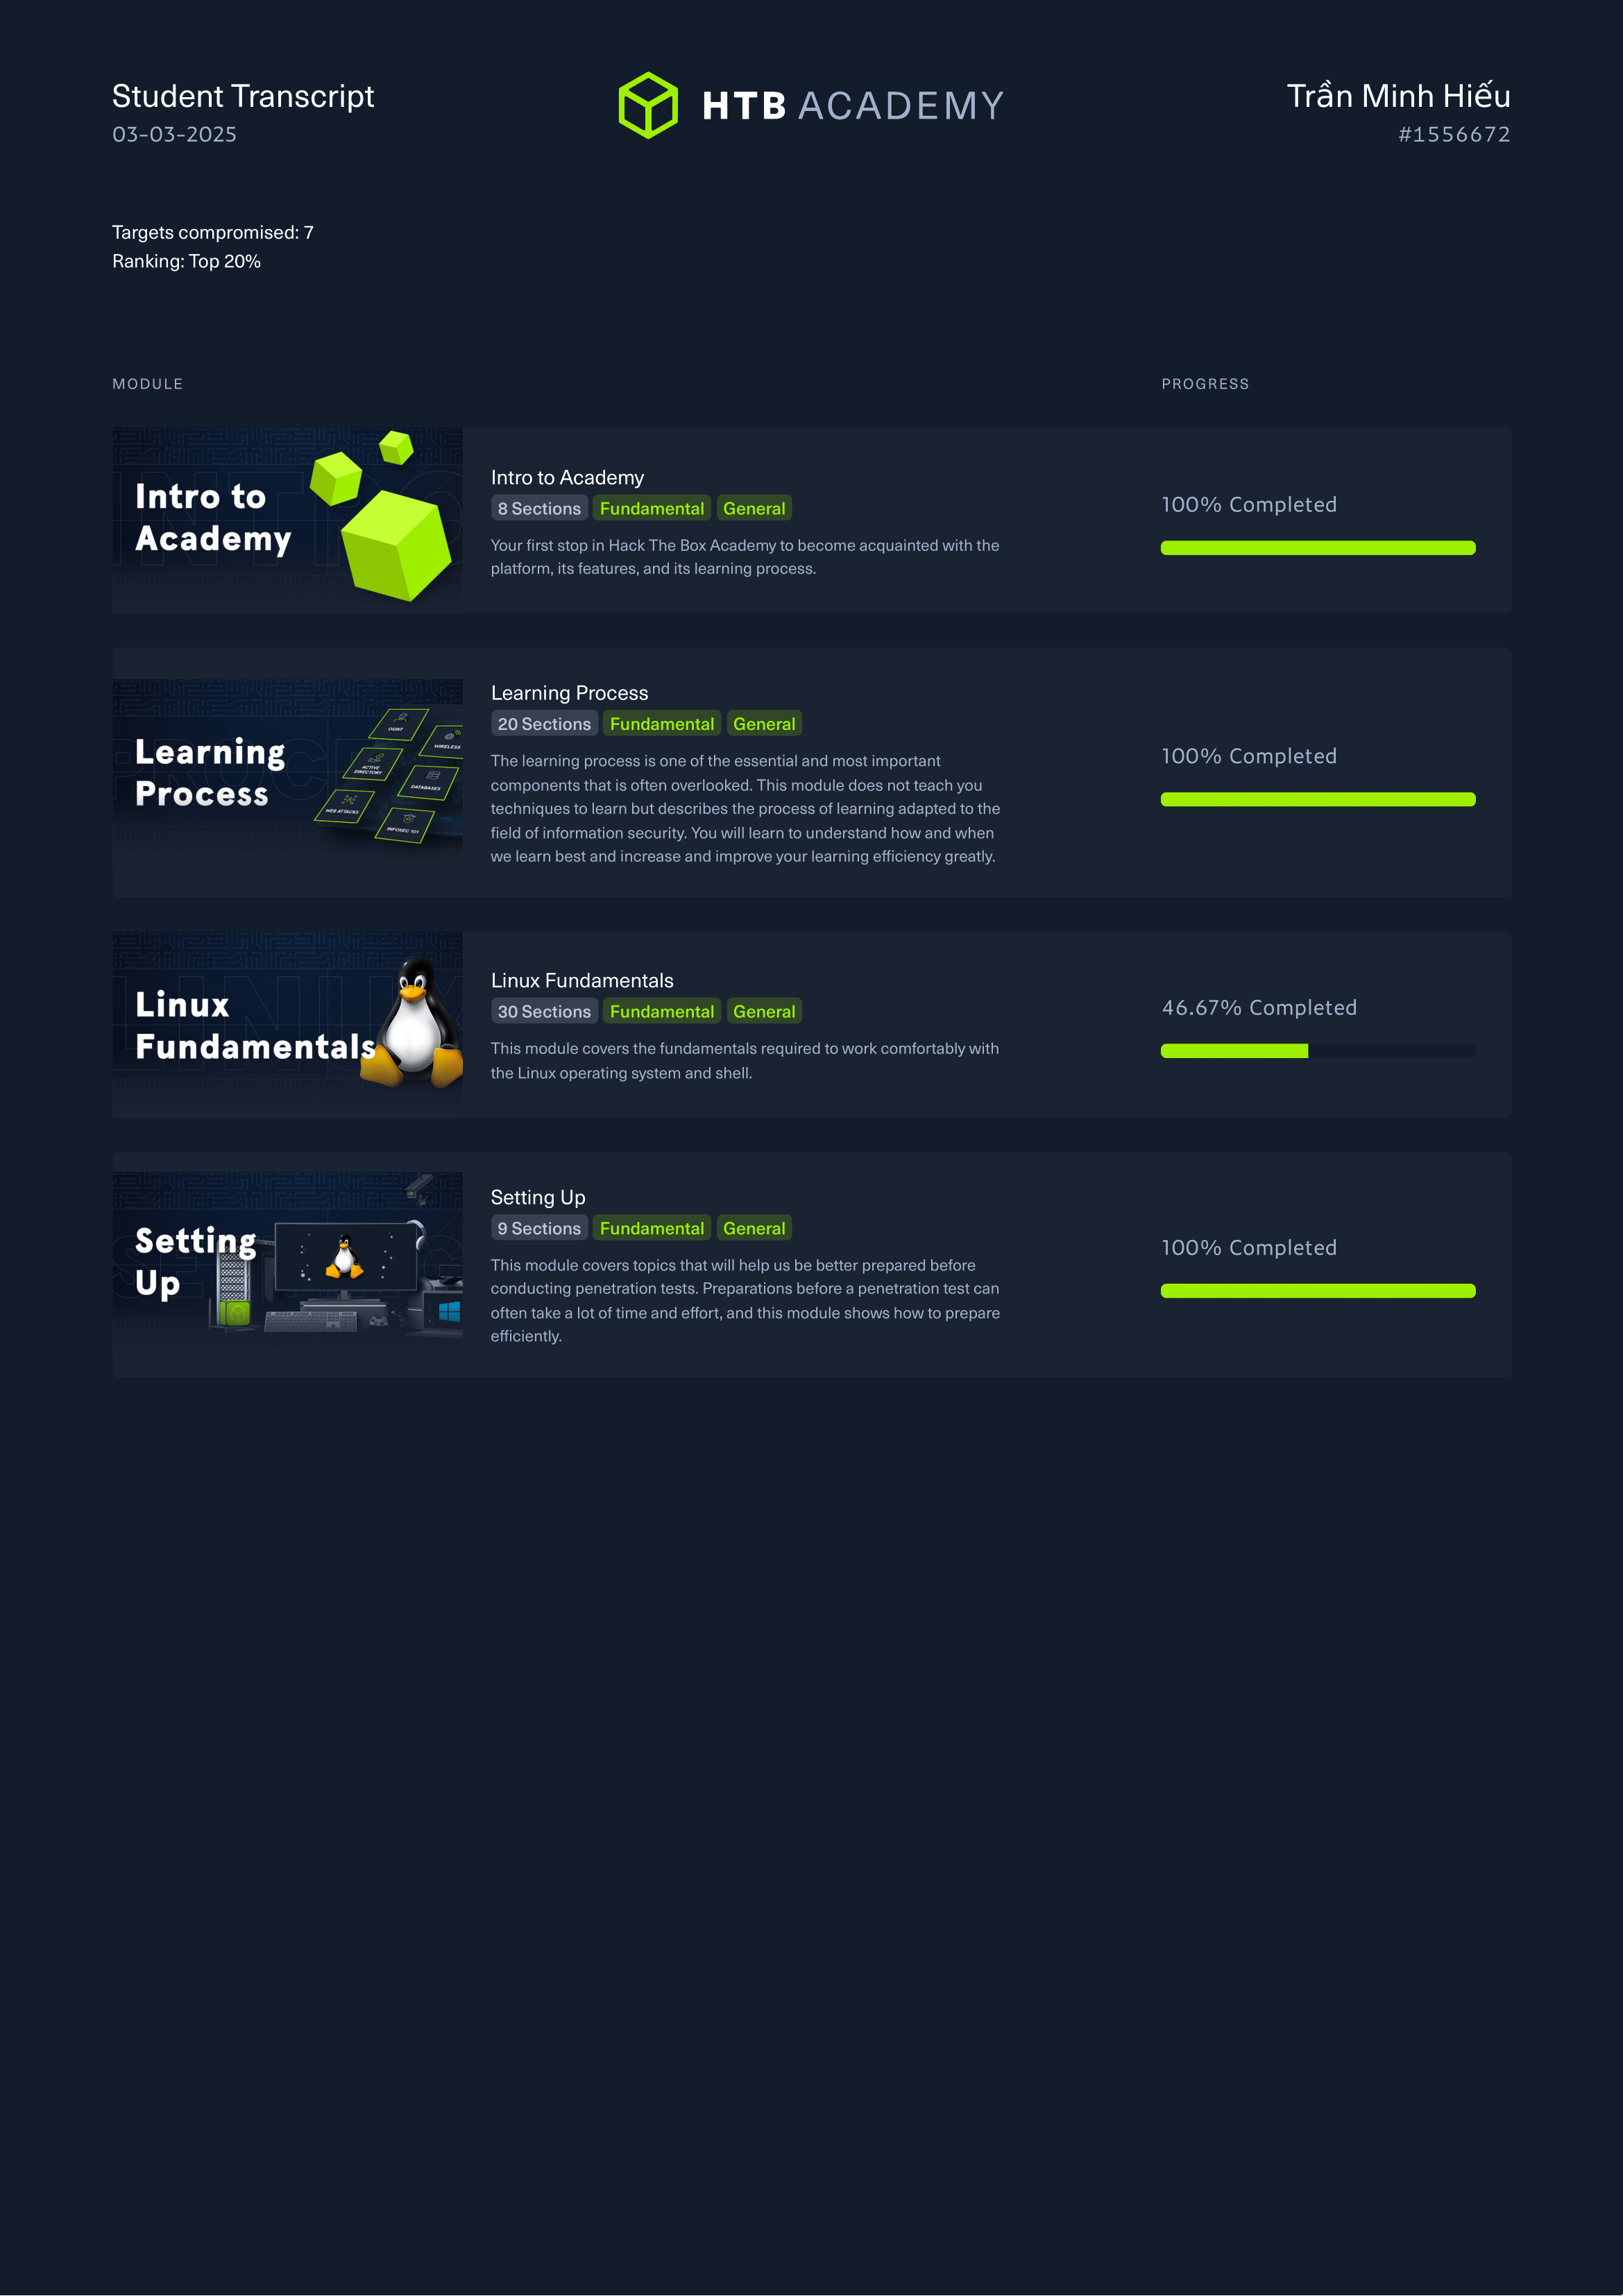 Student Transcript
03-03-2025
HTB ACADEMY
Trần Minh Hiếu
#1556672
Targets compromised: 7
Ranking: Top 20%
MODULE
PROGRESS
Intro to
Academy
Intro to Academy
8 Sections Fundamental General
Your first stop in Hack The Box Academy to become acquainted with the
platform, its features, and its learning process.
100% Completed
Learning
Process
OSINT
WIRELESS
ACTIVE
DIRECTORY
DATABASES
WEB ATTACKS
INFOSEC 101
Learning Process
20 Sections Fundamental General
The learning process is one of the essential and most important
components that is often overlooked. This module does not teach you
techniques to learn but describes the process of learning adapted to the
field of information security. You will learn to understand how and when
we learn best and increase and improve your learning efficiency greatly.
100% Completed
Linux
Fundamentals
Linux Fundamentals
30 Sections Fundamental General
This module covers the fundamentals required to work comfortably with
the Linux operating system and shell.
46.67% Completed
Setting
Up
Setting Up
9 Sections Fundamental General
This module covers topics that will help us be better prepared before
conducting penetration tests. Preparations before a penetration test can
often take a lot of time and effort, and this module shows how to prepare
efficiently.
100% Completed